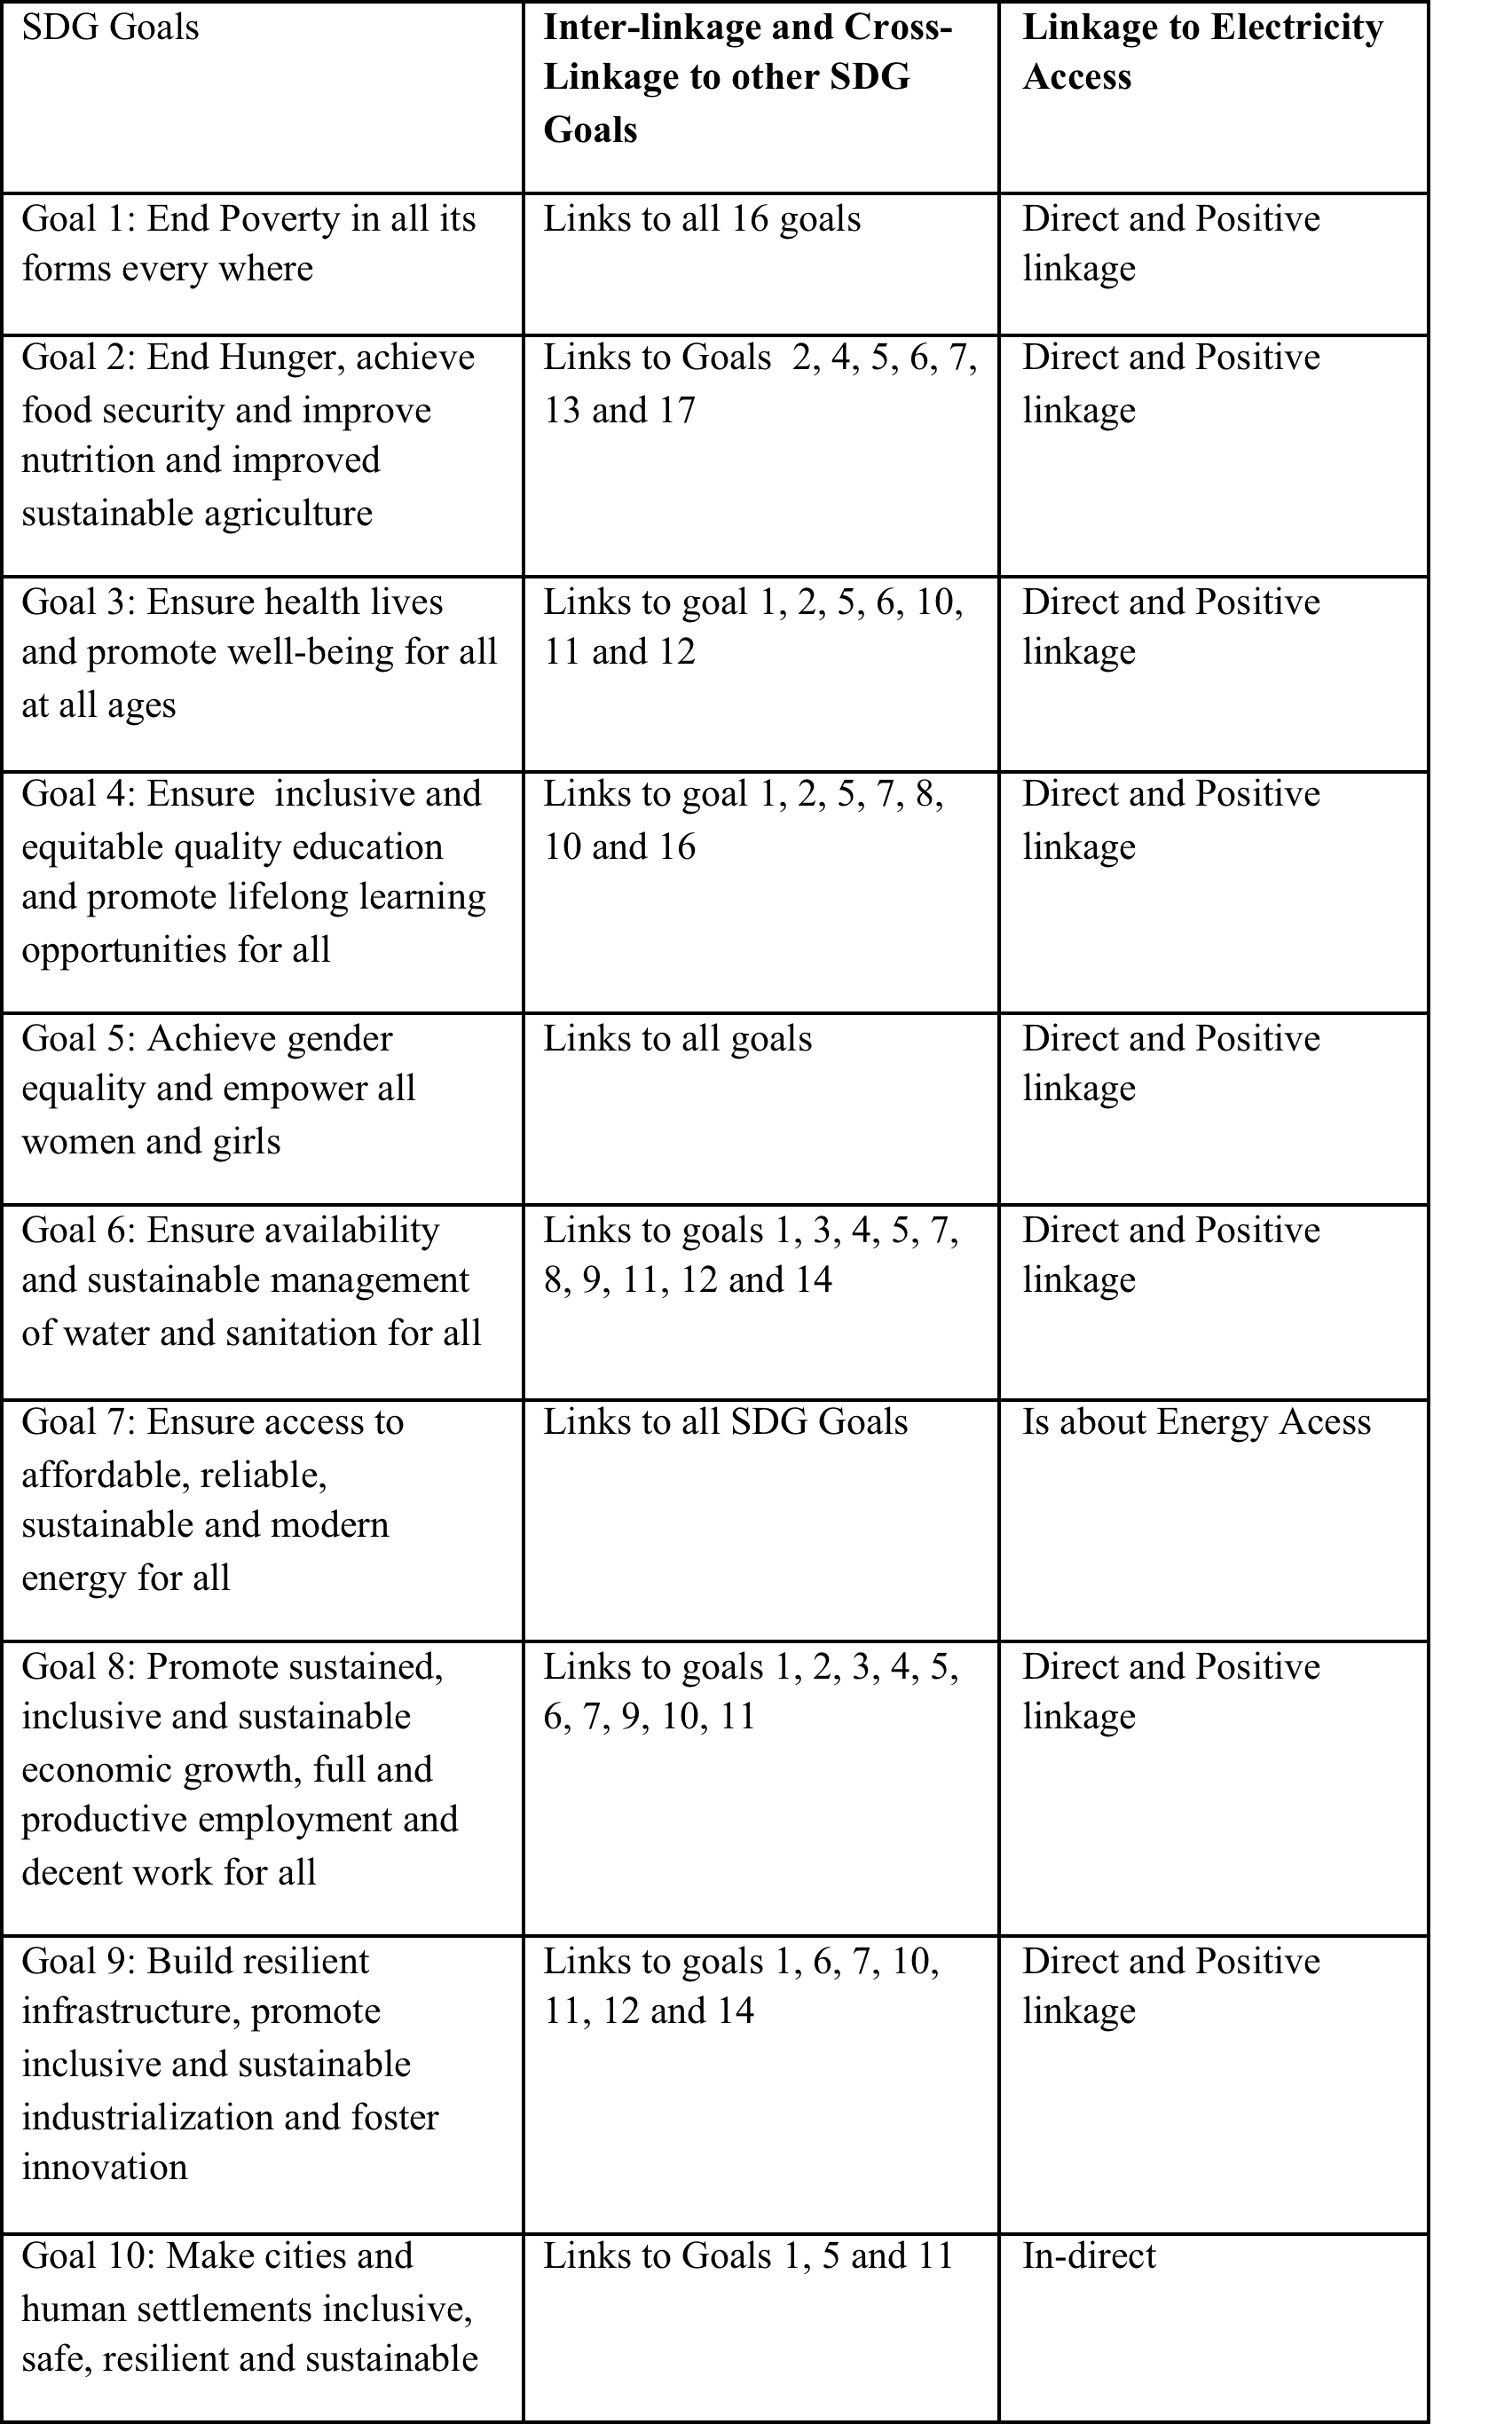 SDG Goals
Inter-linkage and Cross-
Linkage to other SDG
Goals
Linkage to Electricity
Access
Goal 1: End Poverty in all its
forms every where
Links to all 16 goals
Direct and Positive
linkage
Goal 2: End Hunger, achieve
food security and improve
nutrition and improved
sustainable agriculture
Links to Goals  2, 4, 5, 6, 7,
13 and 17
Direct and Positive
linkage
Goal 3: Ensure health lives
and promote well-being for all
at all ages
Links to goal 1, 2, 5, 6, 10,
11 and 12
Direct and Positive
linkage
Goal 4: Ensure  inclusive and
equitable quality education
and promote lifelong learning
opportunities for all
Links to goal 1, 2, 5, 7, 8,
10 and 16
Direct and Positive
linkage
Goal 5: Achieve gender
equality and empower all
women and girls
Links to all goals
Direct and Positive
linkage
Goal 6: Ensure availability
and sustainable management
of water and sanitation for all
Links to goals 1, 3, 4, 5, 7,
8, 9, 11, 12 and 14
Direct and Positive
linkage
Goal 7: Ensure access to
affordable, reliable,
sustainable and modern
energy for all
Links to all SDG Goals
Is about Energy Acess
Goal 8: Promote sustained,
inclusive and sustainable
economic growth, full and
productive employment and
decent work for all
Links to goals 1, 2, 3, 4, 5,
6, 7, 9, 10, 11
Direct and Positive
linkage
Goal 9: Build resilient
infrastructure, promote
inclusive and sustainable
industrialization and foster
innovation
Links to goals 1, 6, 7, 10,
11, 12 and 14
Direct and Positive
linkage
Goal 10: Make cities and
human settlements inclusive,
safe, resilient and sustainable
Links to Goals 1, 5 and 11
In-direct